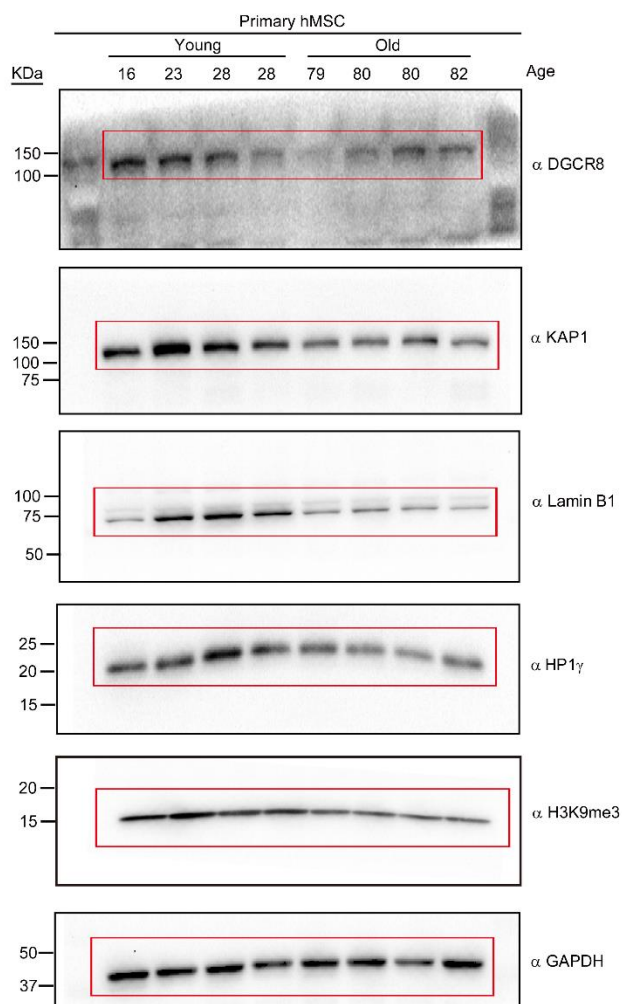 Primary hMSC
Young Old
KDa 16 23 28 28 79 80 80 82 Age
150
100
α DGCR8
150
100
75
α KAP1
100
75
50
α Lamin B1
25
20
15
α HP1γ
20
15
α H3K9me3
50
37
α GAPDH